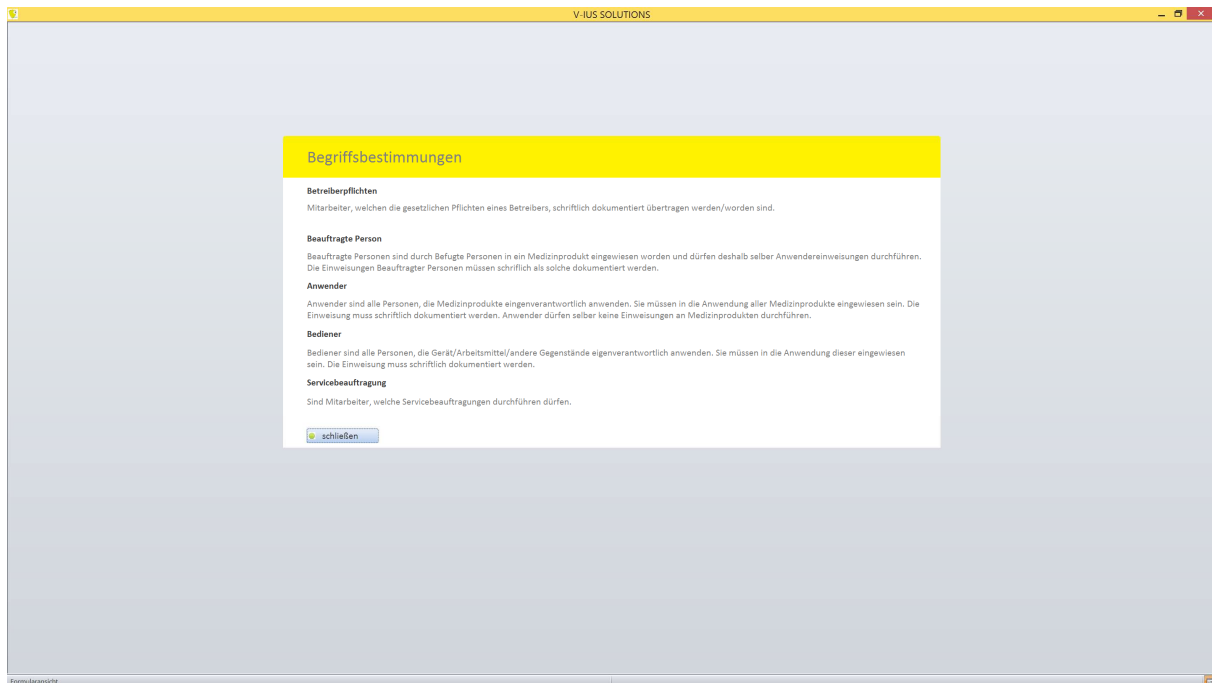 V-IUS SOLUTIONS
Begriffsbestimmungen
Betreiberpflichten
Mitarbeiter, welchen die gesetzlichen Pflichten eines Betreibers, schriftlich dokumentiert übertragen werden/worden sind.
Beauftragte Person
Beauftragte Personen sind durch Befugte Personen in ein Medizinprodukt eingewiesen worden und dürfen deshalb selber Anwendereinweisungen durchführen.
Die Einweisungen Beauftragter Personen müssen schriflich als solche dokumentiert werden.
Anwender
Anwender sind alle Personen, die Medizinprodukte eingenverantwortlich anwenden. Sie müssen in die Anwendung aller Medizinprodukte eingewiesen sein. Die
Einweisung muss schriftlich dokumentiert werden. Anwender dürfen selber keine Einweisungen an Medizinprodukten durchführen.
Bediener
Bediener sind alle Personen, die Gerät/Arbeitsmittel/andere Gegenstände eigenverantwortlich anwenden. Sie müssen in die Anwendung dieser eingewiesen
sein. Die Einweisung muss schriftlich dokumentiert werden.
Servicebeauftragung
Sind Mitarbeiter, welche Servicebeauftragungen durchführen dürfen.
schließen
Formularansicht